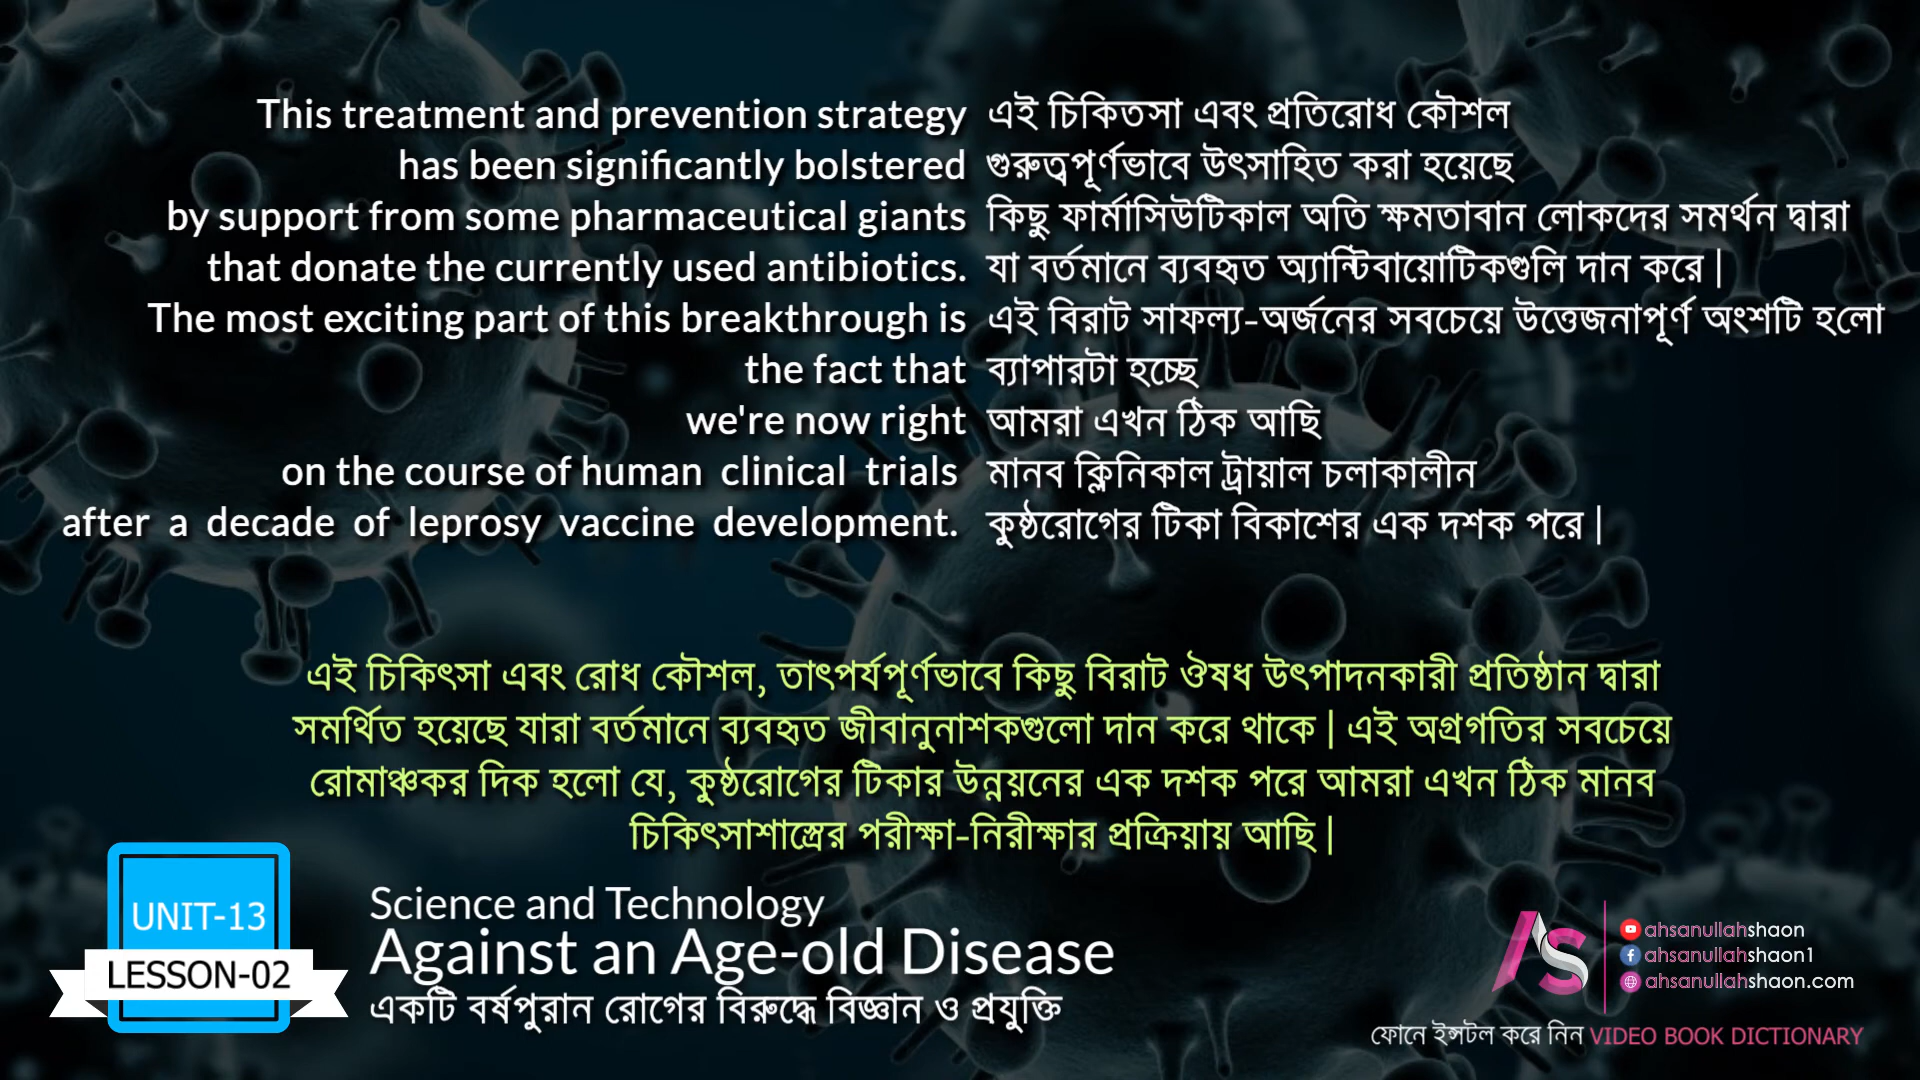 This treatment and prevention strategy এই চিকিতসা এবং প্রতিরোধ কৌশল
has been significantly bolstered গুরুত্বপূর্ণভাবে উৎসাহিত করা হয়েছে
by support from some pharmaceutical giants কিছু ফার্মাসিউটিকাল অতি ক্ষমতাবান লোকদের সমর্থন দ্বারা
that donate the currently used antibiotics. যা বর্তমানে ব্যবহৃত অ্যান্টিবায়োটিকগুলি দান করে |
The most exciting part of this breakthrough is এই বিরাট সাফল্য-অর্জনের সবচেয়ে উত্তেজনাপূর্ণ অংশটি হলো
the fact that ব্যাপারটা হচ্ছে
we're now right আমরা এখন ঠিক আছি
on the course of human clinical trials মানব ক্লিনিকাল ট্রায়াল চলাকালীন
after a decade of leprosy vaccine development. কুষ্ঠরোগের টিকা বিকাশের এক দশক পরে |
এই চিকিৎসা এবং রোধ কৌশল, তাৎপর্যপূর্ণভাবে কিছু বিরাট ঔষধ উৎপাদনকারী প্রতিষ্ঠান দ্বারা
সমর্থিত হয়েছে যারা বর্তমানে ব্যবহৃত জীবানুনাশকগুলো দান করে থাকে | এই অগ্রগতির সবচেয়ে
রোমাঞ্চকর দিক হলো যে, কুষ্ঠরোগের টিকার উন্নয়নের এক দশক পরে আমরা এখন ঠিক মানব
চিকিৎসাশাস্ত্রের পরীক্ষা-নিরীক্ষার প্রক্রিয়ায় আছি |
UNIT-13
LESSON-02
Science and Technology
Against an Age-old Disease
একটি বর্ষপুরান রোগের বিরুদ্ধে বিজ্ঞান ও প্রযুক্তি
AS
ahsanullahshaon
ahsanullahshaon1
ahsanullahshaon.com
ফোনে ইন্সটল করে নিন VIDEO BOOK DICTIONARY